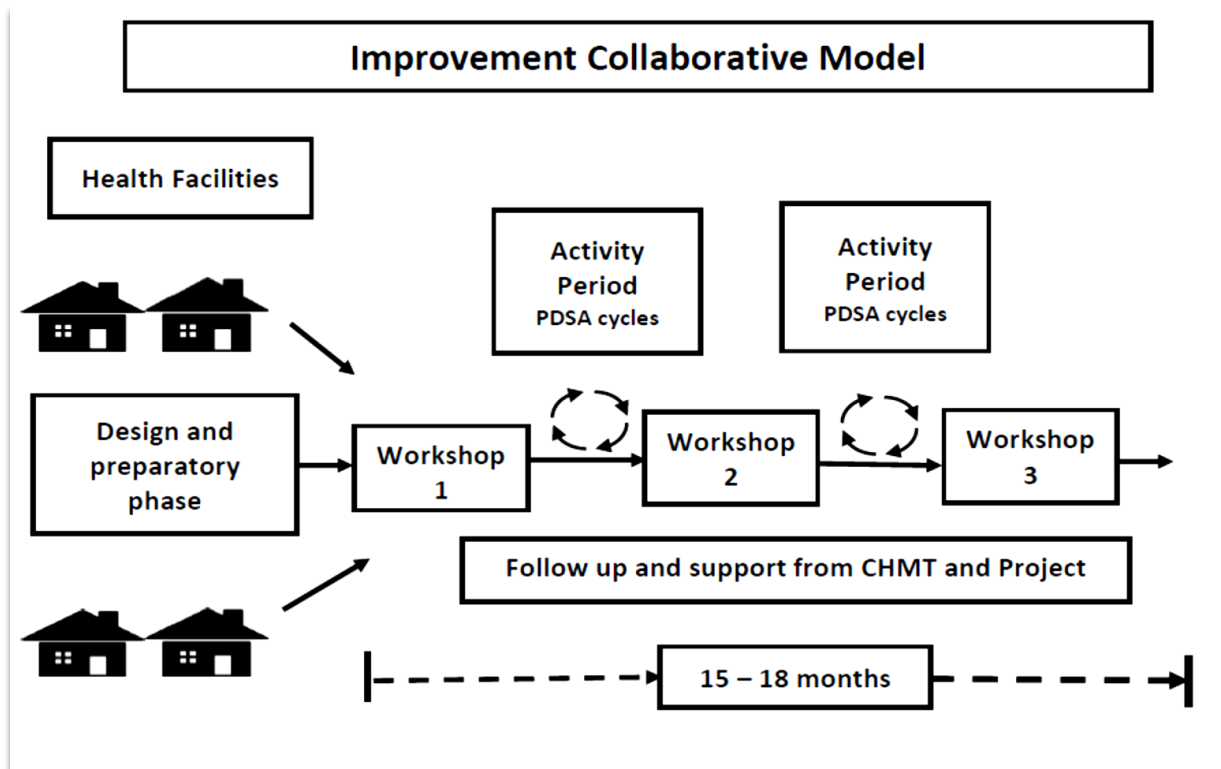 Improvement Collaborative Model
Health Facilities
Activity
Period
PDSA cycles
Activity
Period
PDSA cycles
Design and
preparatory
phase
Workshop
1
Workshop
2
Workshop
3
Follow up and support from CHMT and Project
15 – 18 months